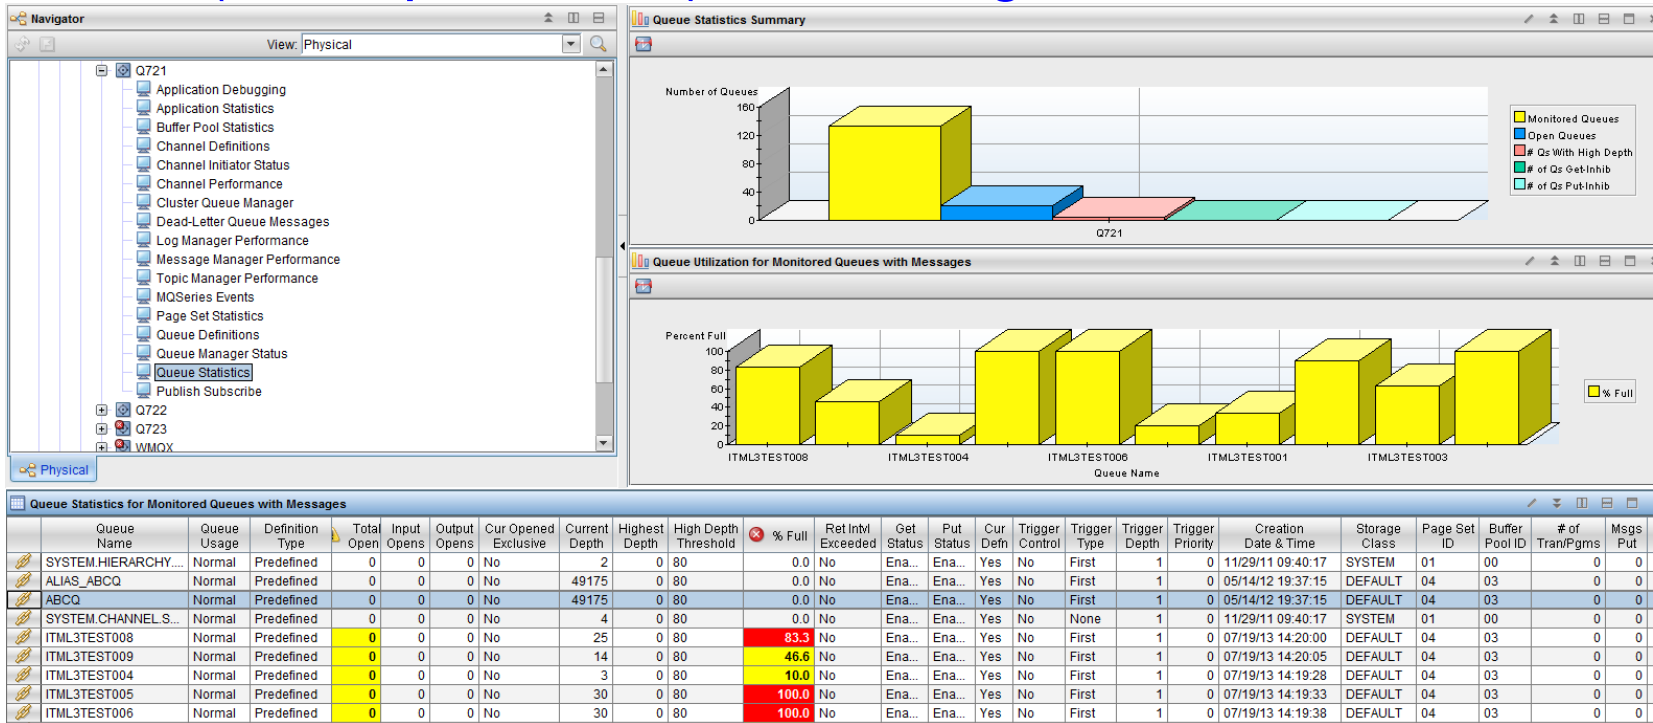 Navigator
View: Physical
Q721
Application Debugging
Application Statistics
Buffer Pool Statistics
Channel Definitions
Channel Initiator Status
Channel Performance
Cluster Queue Manager
Dead-Letter Queue Messages
Log Manager Performance
Message Manager Performance
Topic Manager Performance
MQSeries Events
Page Set Statistics
Queue Definitions
Queue Manager Status
Queue Statistics
Publish Subscribe
Q722
Q723
WMQX
Physical
Queue Statistics Summary
Number of Queues
160
120
80
40
0
Q721
Monitored Queues
Open Queues
# Qs With High Depth
# of Qs Get-Inhib
# of Qs Put-Inhib
Queue Utilization for Monitored Queues with Messages
Percent Full
100
80
60
40
20
0
ITML3TEST008 ITML3TEST004 ITML3TEST006 ITML3TEST001 ITML3TEST003
Queue Name
% Full
Queue Statistics for Monitored Queues with Messages
Queue Queue Definition Total Input Output Cur Opened Current Highest High Depth % Full Ret Intvl Get Put Cur Trigger Trigger Trigger Trigger Creation Storage Page Set Buffer # of Msgs
Name Usage Type Open Opens Opens Exclusive Depth Depth Threshold Exceeded Status Status Defn Control Type Depth Priority Date & Time Class ID Pool ID Tran/Pgms Put
SYSTEM.HIERARCHY.... Normal Predefined 0 0 0 No 2 0 80 0.0 No Ena... Ena... Yes No First 1 0 11/29/11 09:40:17 SYSTEM 01 00 0 0
ALIAS_ABCQ Normal Predefined 0 0 0 No 49175 0 80 0.0 No Ena... Ena... Yes No First 1 0 05/14/12 19:37:15 DEFAULT 04 03 0 0
ABCQ Normal Predefined 0 0 0 No 49175 0 80 0.0 No Ena... Ena... Yes No First 1 0 05/14/12 19:37:15 DEFAULT 04 03 0 0
SYSTEM.CHANNEL.S... Normal Predefined 0 0 0 No 4 0 80 0.0 No Ena... Ena... Yes No None 1 0 11/29/11 09:40:17 SYSTEM 01 00 0 0
ITML3TEST008 Normal Predefined 0 0 0 No 25 0 80 83.3 No Ena... Ena... Yes No First 1 0 07/19/13 14:20:00 DEFAULT 04 03 0 0
ITML3TEST009 Normal Predefined 0 0 0 No 14 0 80 46.6 No Ena... Ena... Yes No First 1 0 07/19/13 14:20:05 DEFAULT 04 03 0 0
ITML3TEST004 Normal Predefined 0 0 0 No 3 0 80 10.0 No Ena... Ena... Yes No First 1 0 07/19/13 14:19:28 DEFAULT 04 03 0 0
ITML3TEST005 Normal Predefined 0 0 0 No 30 0 80 100.0 No Ena... Ena... Yes No First 1 0 07/19/13 14:19:33 DEFAULT 04 03 0 0
ITML3TEST006 Normal Predefined 0 0 0 No 30 0 80 100.0 No Ena... Ena... Yes No First 1 0 07/19/13 14:19:38 DEFAULT 04 03 0 0